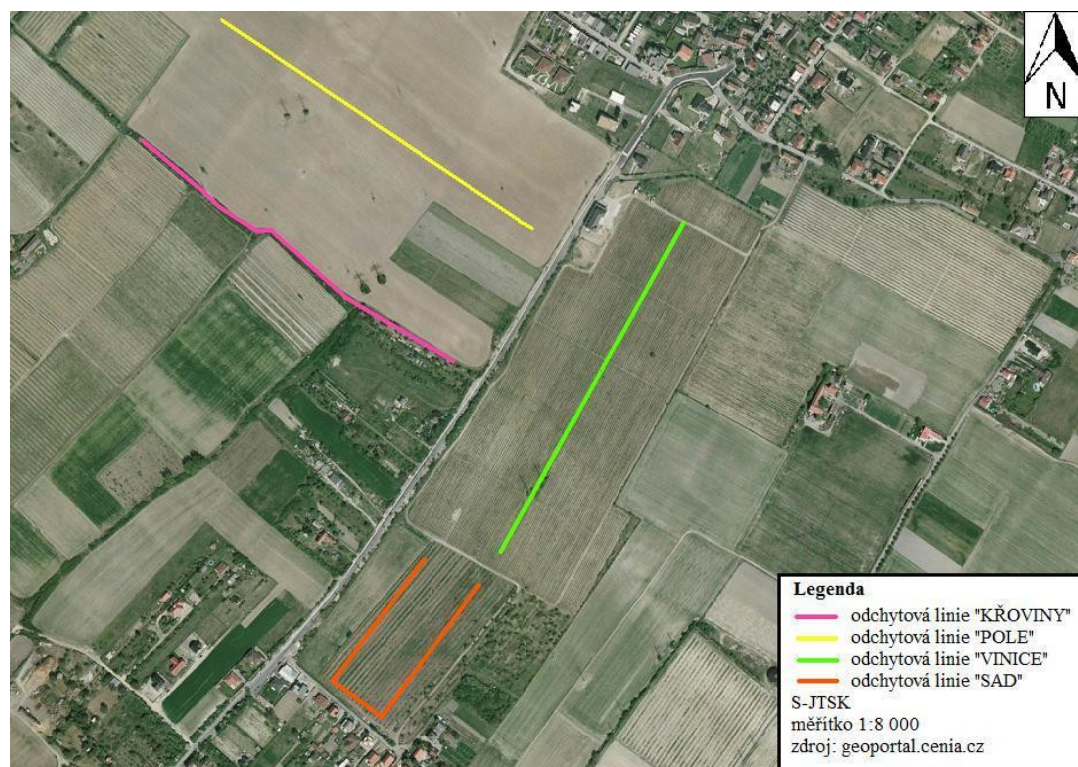 N
Legenda
odchytová linie "KŘOVINY"
odchytová linie "POLE"
odchytová linie "VINICE"
odchytová linie "SAD"
S-JTSK
měřítko 1:8 000
zdroj: geoportal.cenia.cz